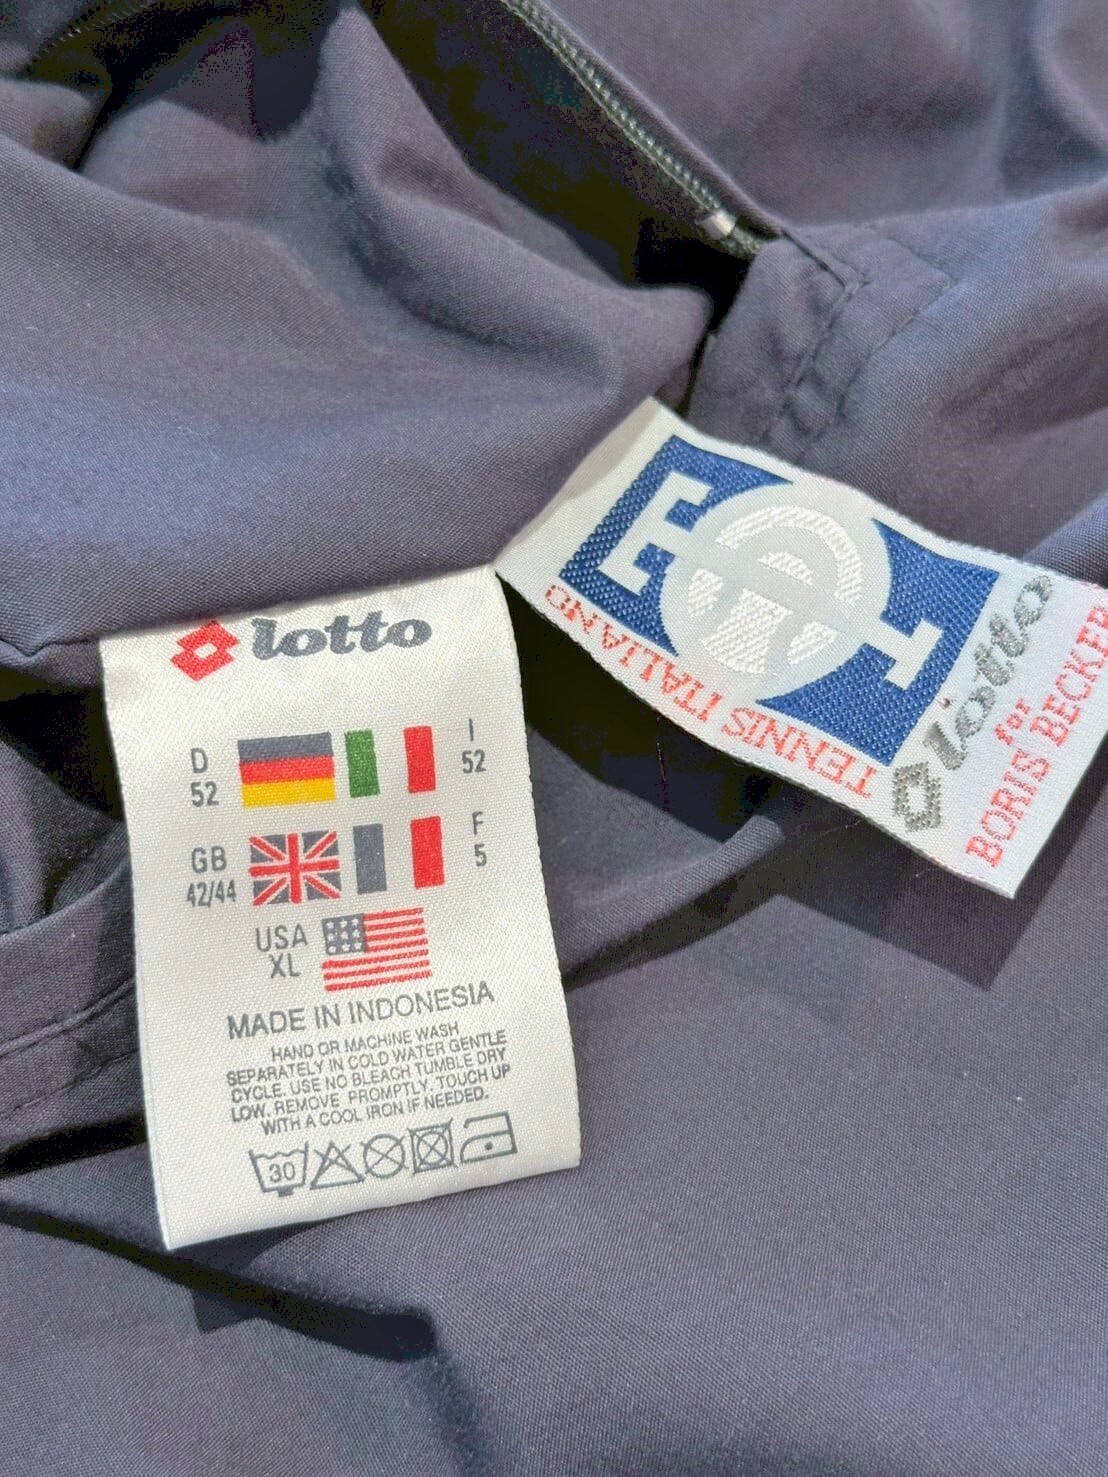 lotto
D
52
I
52
GB
42/44
F
5
USA
XL
MADE IN INDONESIA
HAND OR MACHINE WASH
SEPARATELY IN COLD WATER GENTLE
CYCLE. USE NO BLEACH TUMBLE DRY
LOW, REMOVE PROMPTLY. TOUCH UP
WITH A COOL IRON IF NEEDED.
30
TENNIS ITALIANO
lotto
for
BORIS BECKER